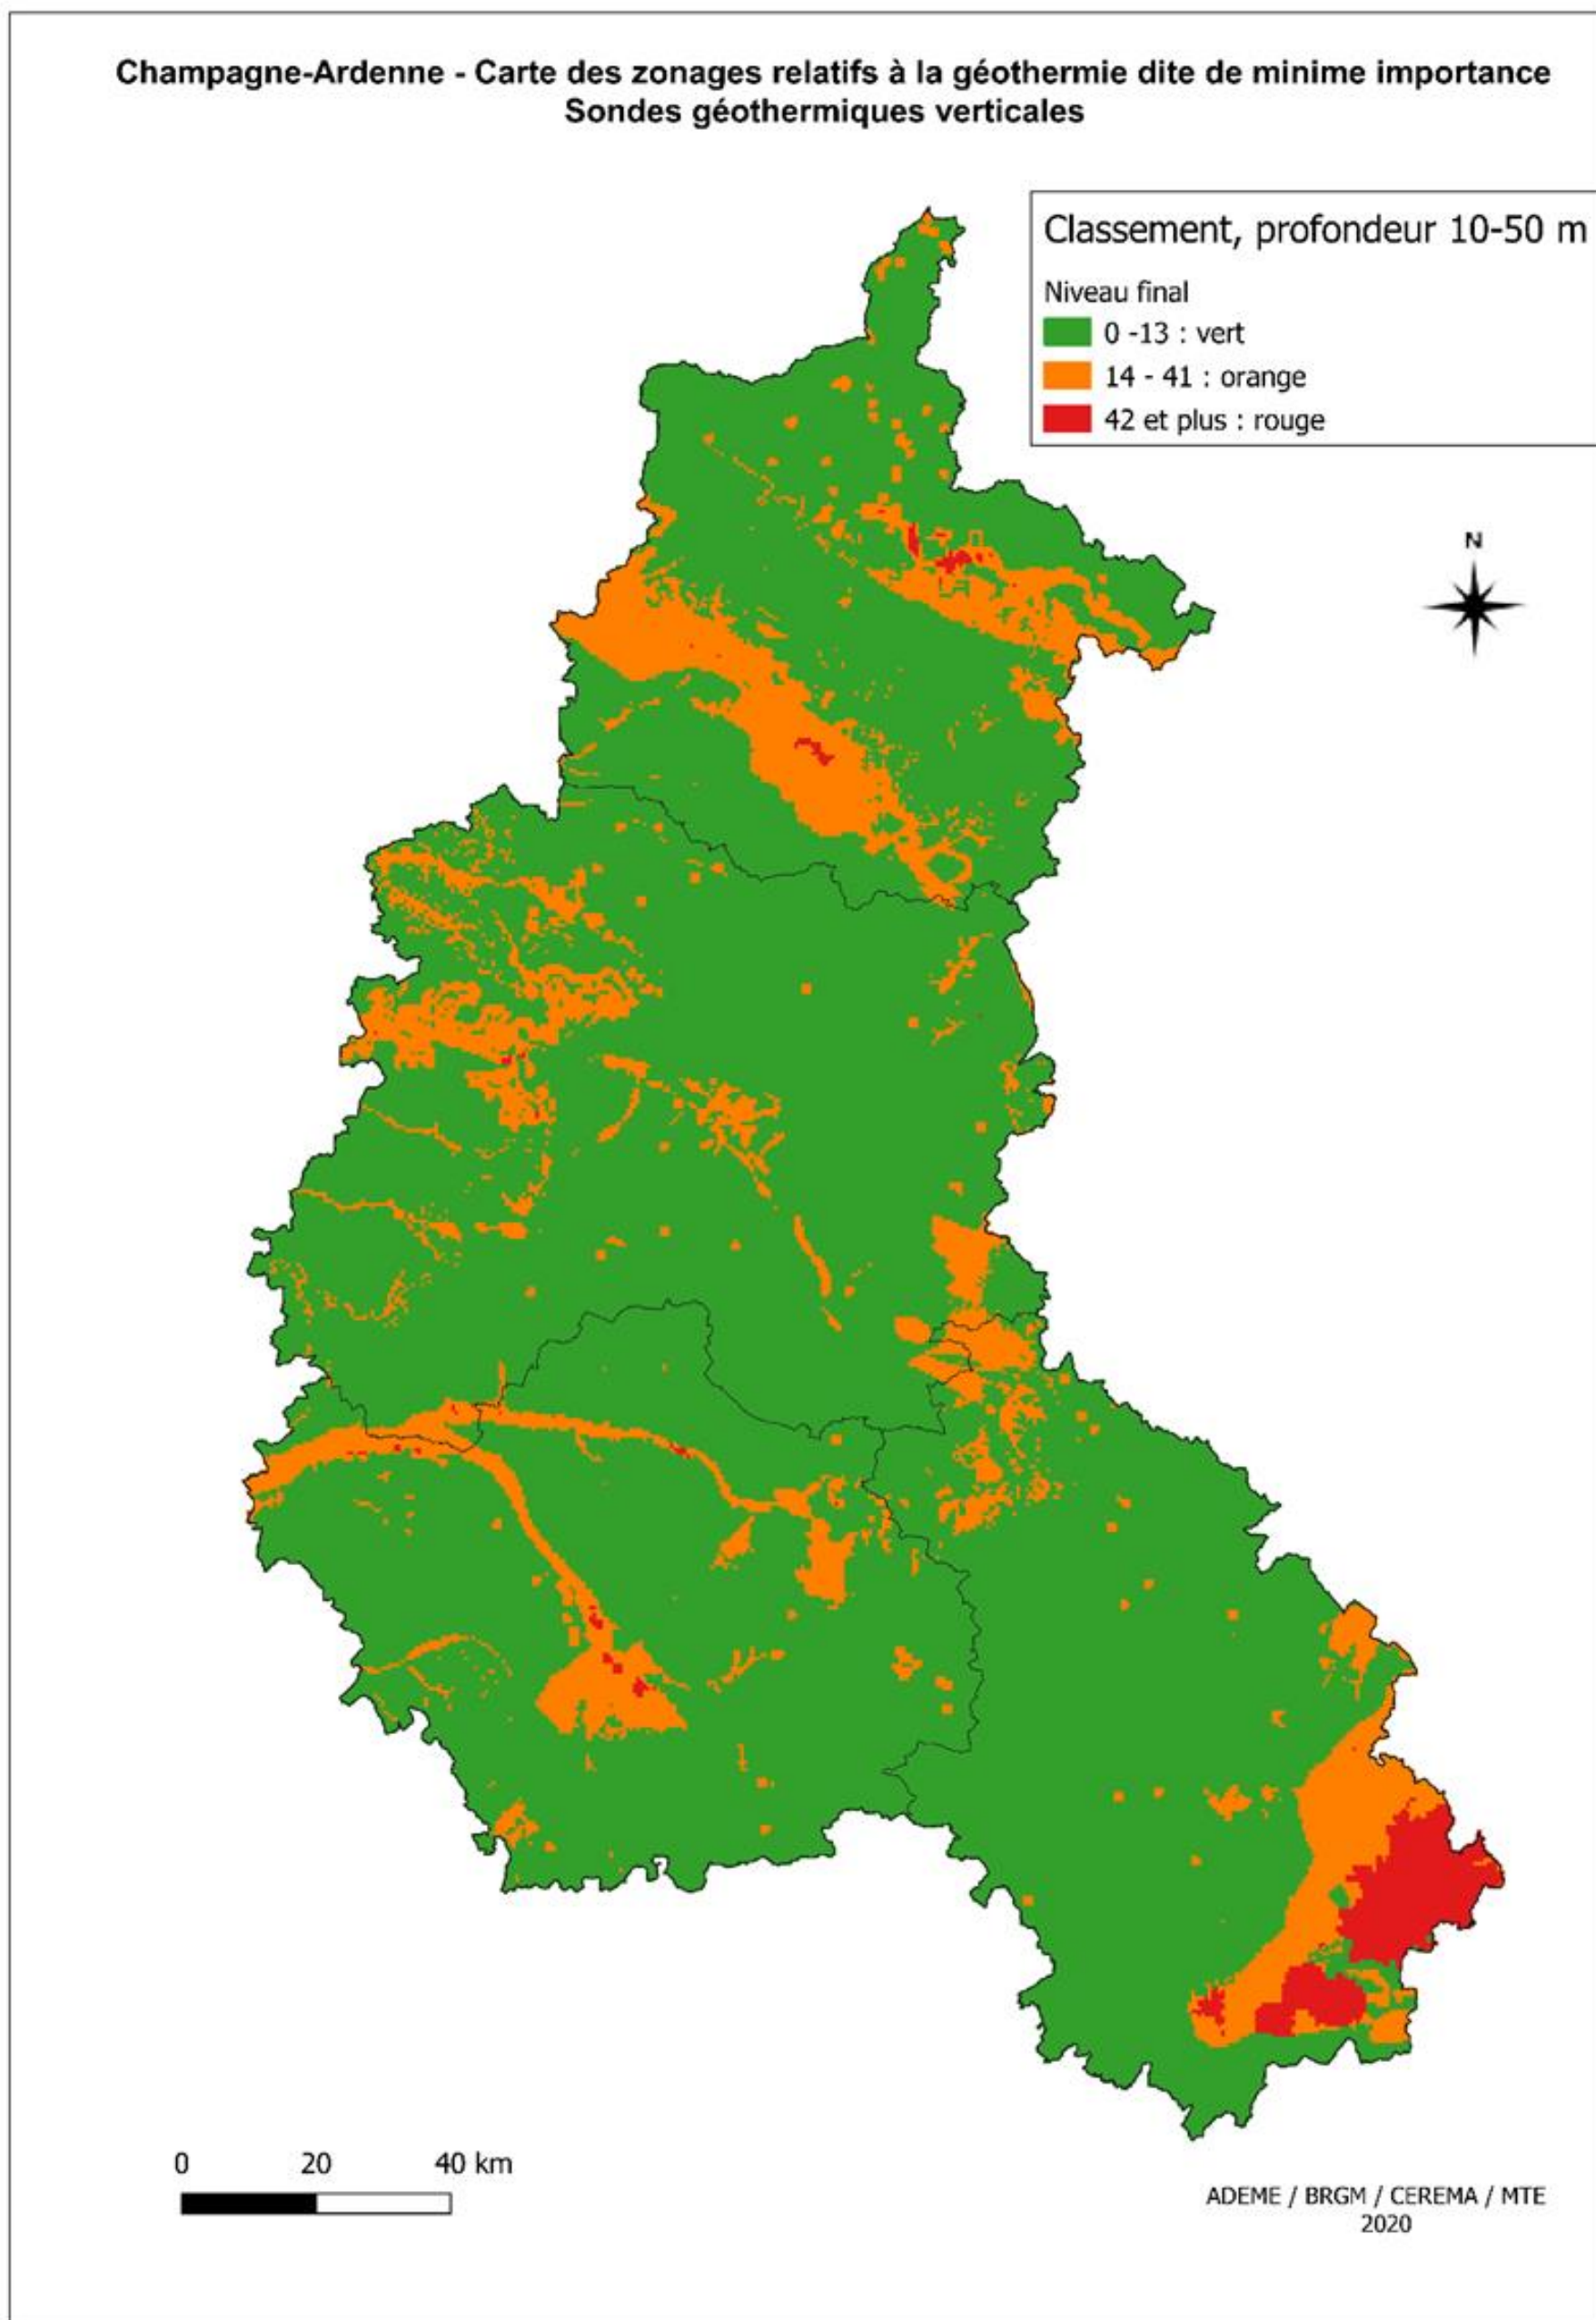 Champagne-Ardenne - Carte des zonages relatifs à la géothermie dite de minime importance
Sondes géothermiques verticales
Classement, profondeur 10-50 m
Niveau final
0 -13 : vert
14 - 41 : orange
42 et plus : rouge
N
0 20 40 km
ADEME / BRGM / CEREMA / MTE
2020